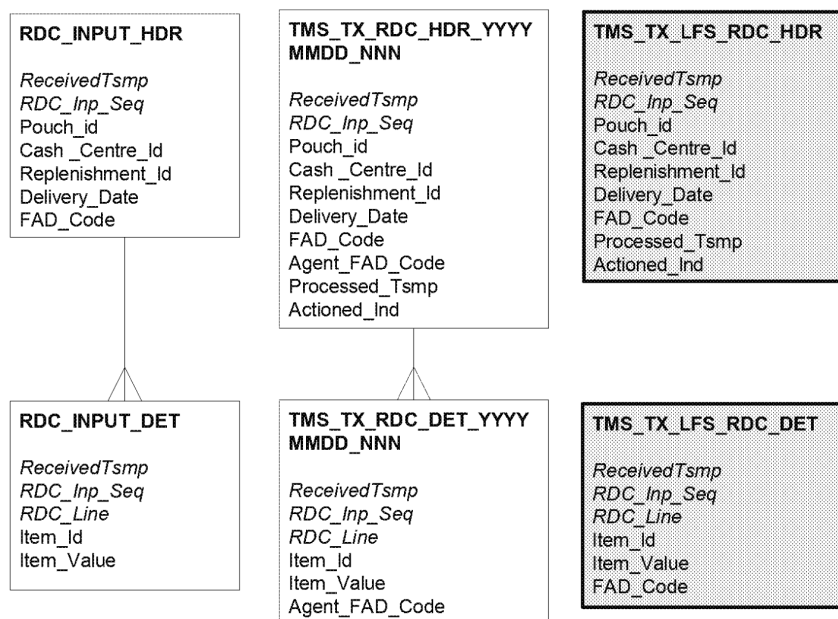 RDC_INPUT_HDR
ReceivedTsmp
RDC_Inp_Seq
Pouch_id
Cash _Centre_Id
Replenishment_Id
Delivery_Date
FAD_Code
TMS_TX_RDC_HDR_YYYY
MMDD_NNN
ReceivedTsmp
RDC_Inp_Seq
Pouch_id
Cash _Centre_Id
Replenishment_Id
Delivery_Date
FAD_Code
Agent_FAD_Code
Processed_Tsmp
Actioned_Ind
TMS_TX_LFS_RDC_HDR
ReceivedTsmp
RDC_Inp_Seq
Pouch_id
Cash _Centre_Id
Replenishment_Id
Delivery_Date
FAD_Code
Processed_Tsmp
Actioned_Ind
RDC_INPUT_DET
ReceivedTsmp
RDC_Inp_Seq
RDC_Line
Item_Id
Item_Value
TMS_TX_RDC_DET_YYYY
MMDD_NNN
ReceivedTsmp
RDC_Inp_Seq
RDC_Line
Item_Id
Item_Value
Agent_FAD_Code
TMS_TX_LFS_RDC_DET
ReceivedTsmp
RDC_Inp_Seq
RDC_Line
Item_Id
Item_Value
FAD_Code